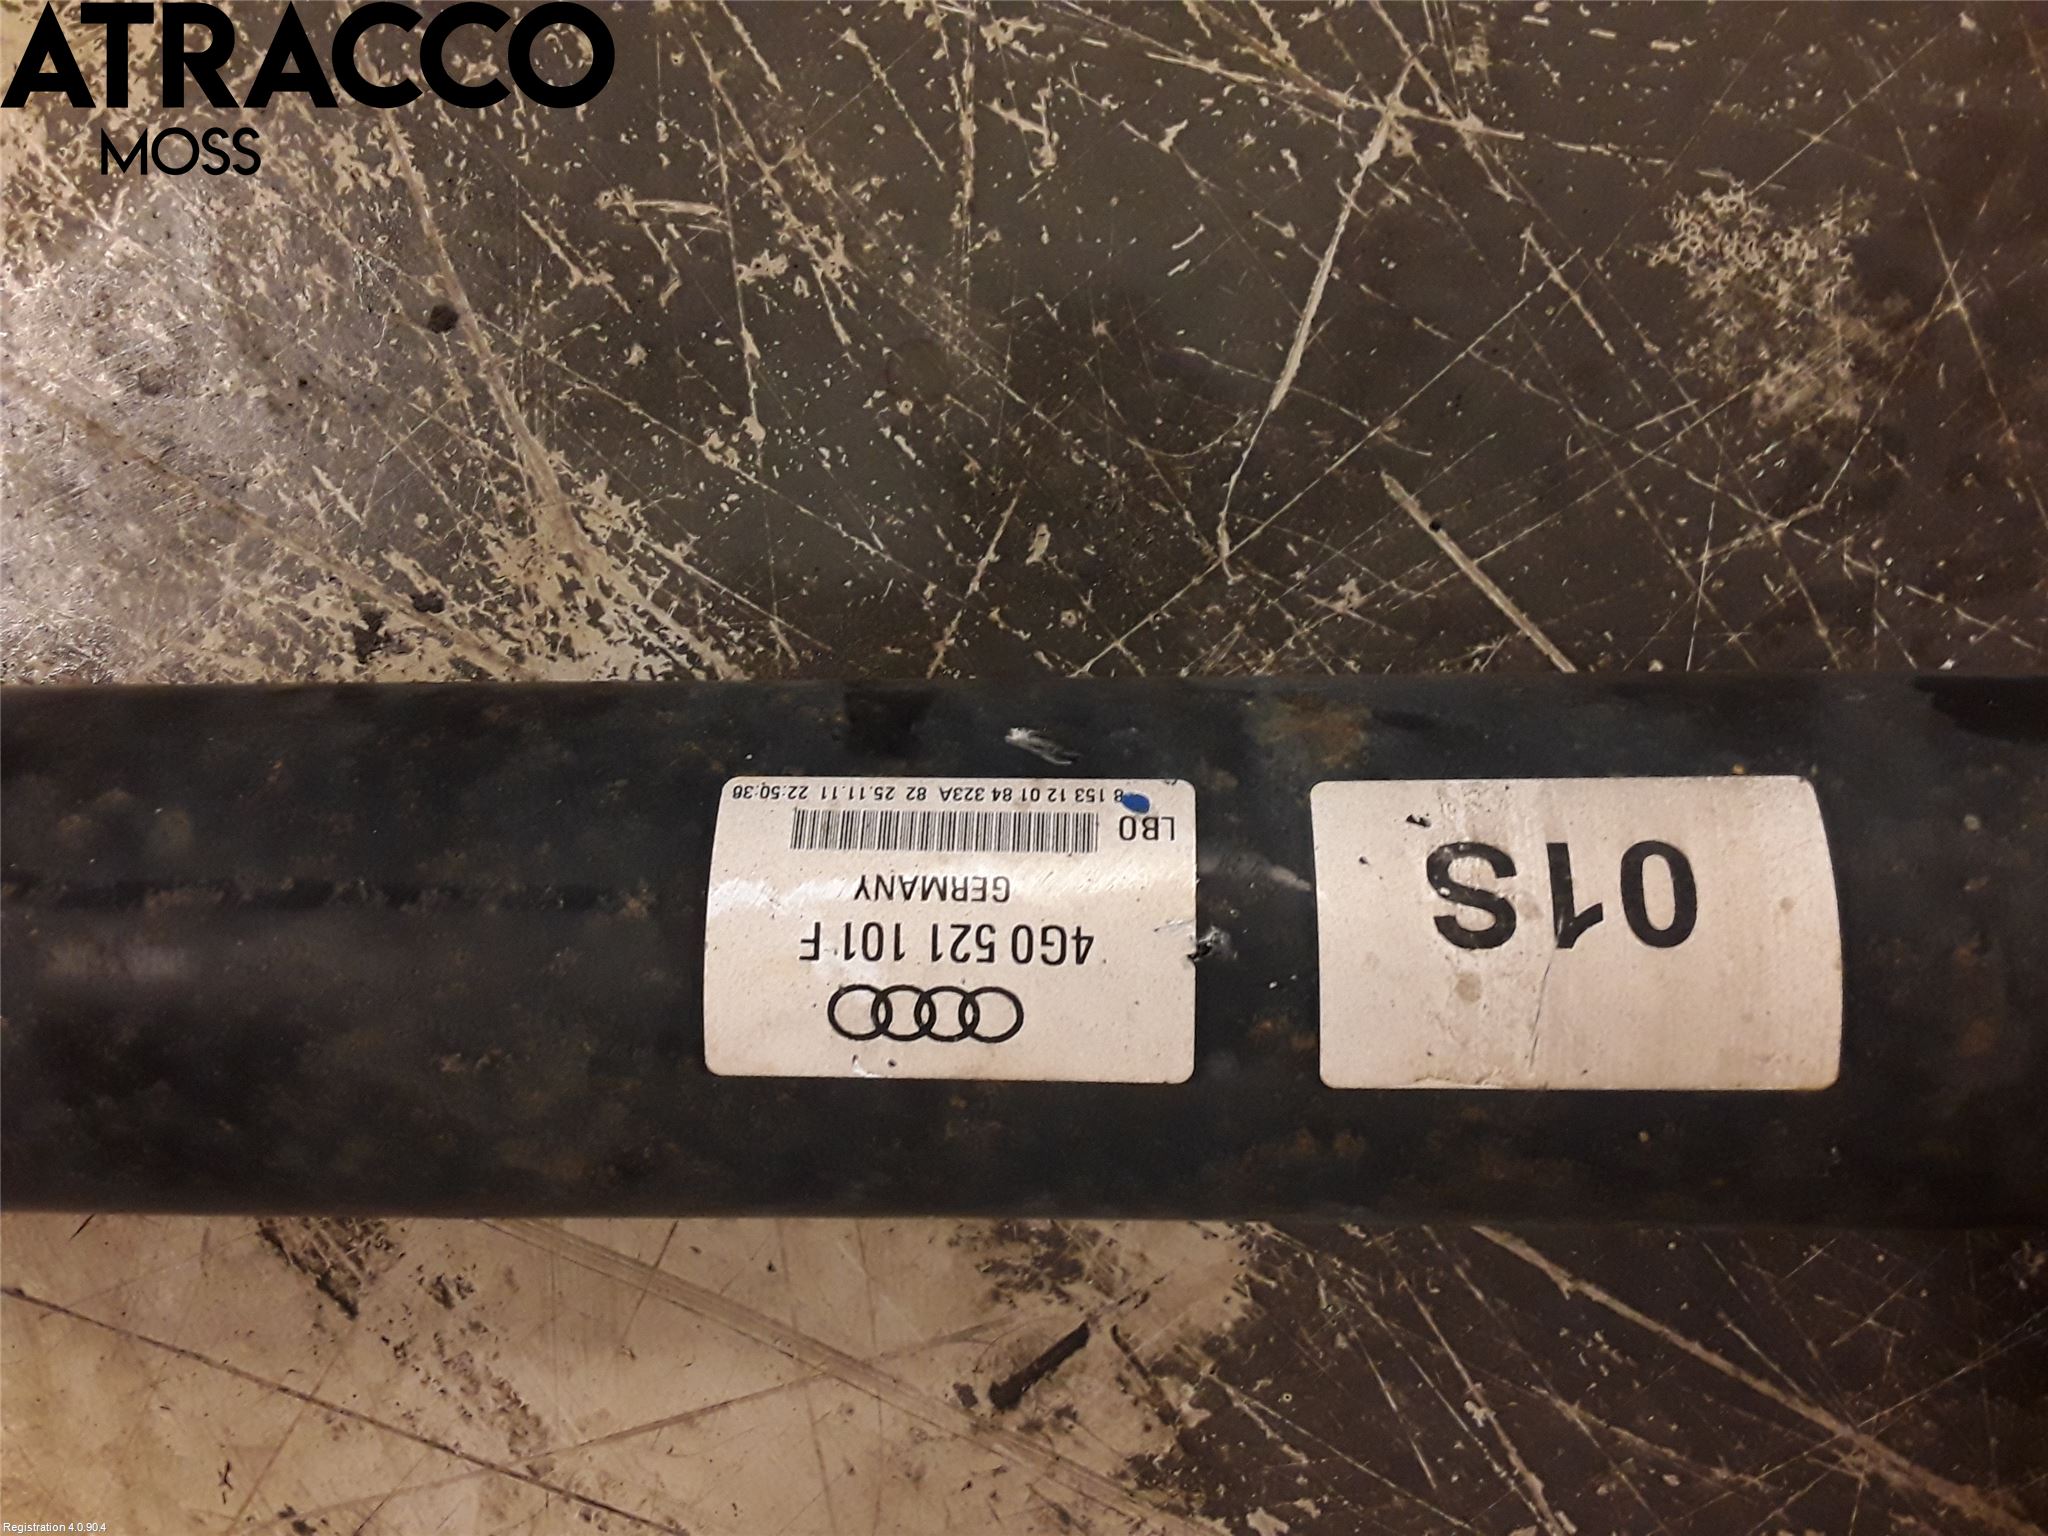 ATRACCO
MOSS
4G0 521 101 F
GERMANY
LBO
8 153 12 01 84 323A 82 25.11.11 22:50:36
01S
Registration 4.0.90.4